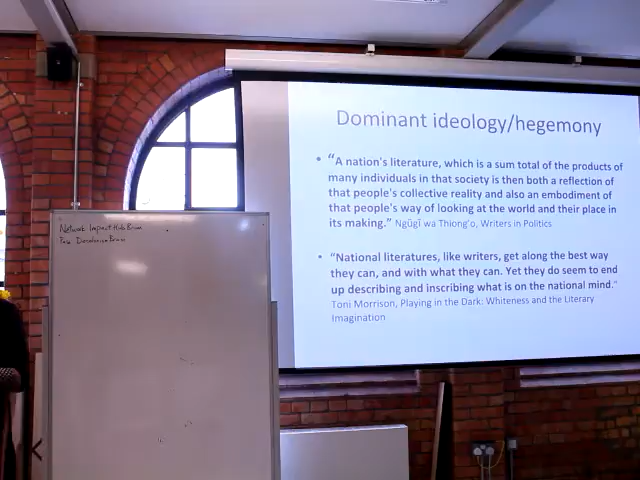 Dominant ideology/hegemony
• "A nation's literature, which is a sum total of the products of
many individuals in that society is then both a reflection of
that people's collective reality and also an embodiment of
that people's way of looking at the world and their place in
its making." Ngũgĩ wa Thiong'o, Writers in Politics
• "National literatures, like writers, get along the best way
they can, and with what they can. Yet they do seem to end
up describing and inscribing what is on the national mind."
Toni Morrison, Playing in the Dark: Whiteness and the Literary
Imagination
Network Impact Hub Brum